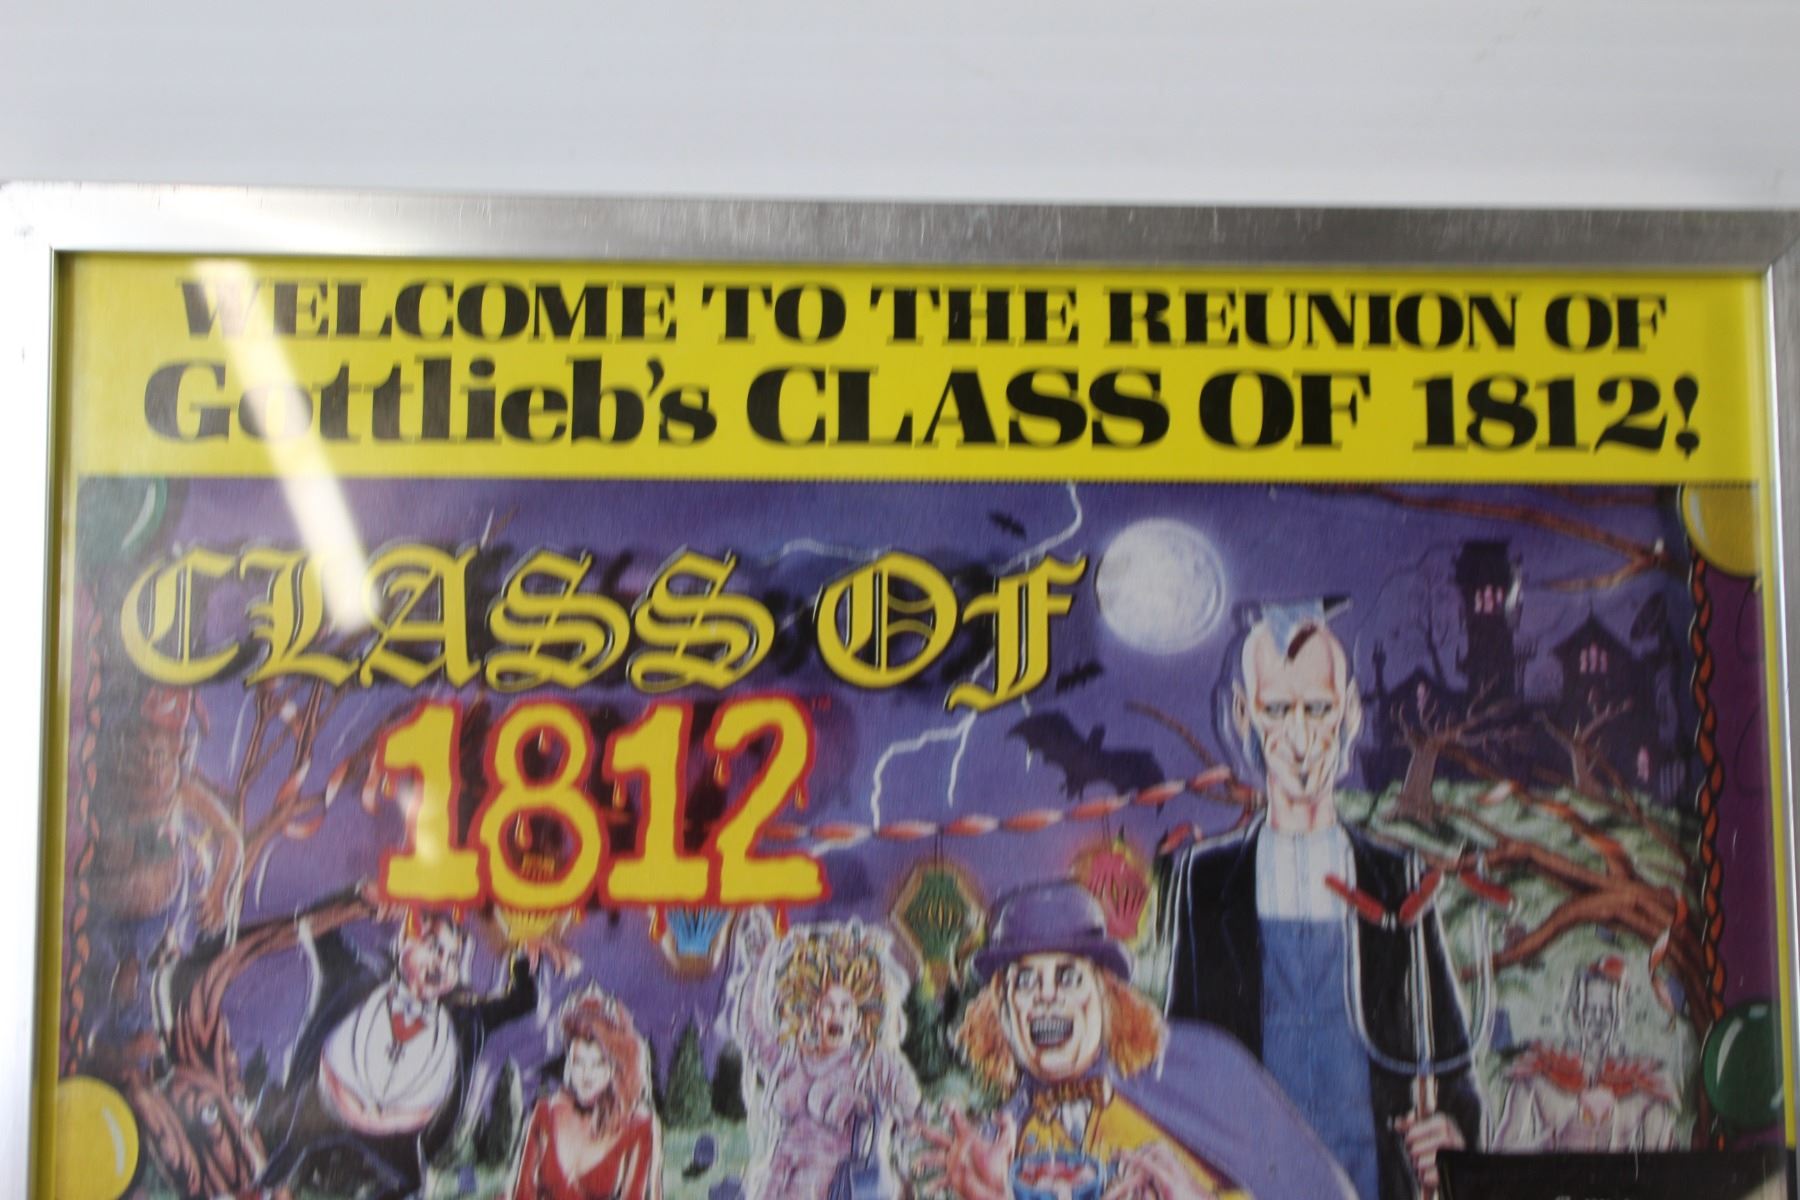 WELCOME TO THE REUNION OF
Gottlieb's CLASS OF 1812!
CLASS OF
1812